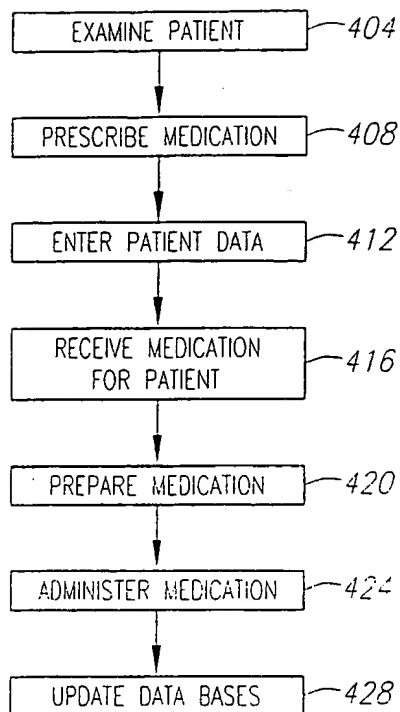 EXAMINE PATIENT 404
PRESCRIBE MEDICATION 408
ENTER PATIENT DATA 412
RECEIVE MEDICATION
FOR PATIENT 416
PREPARE MEDICATION 420
ADMINISTER MEDICATION 424
UPDATE DATA BASES 428